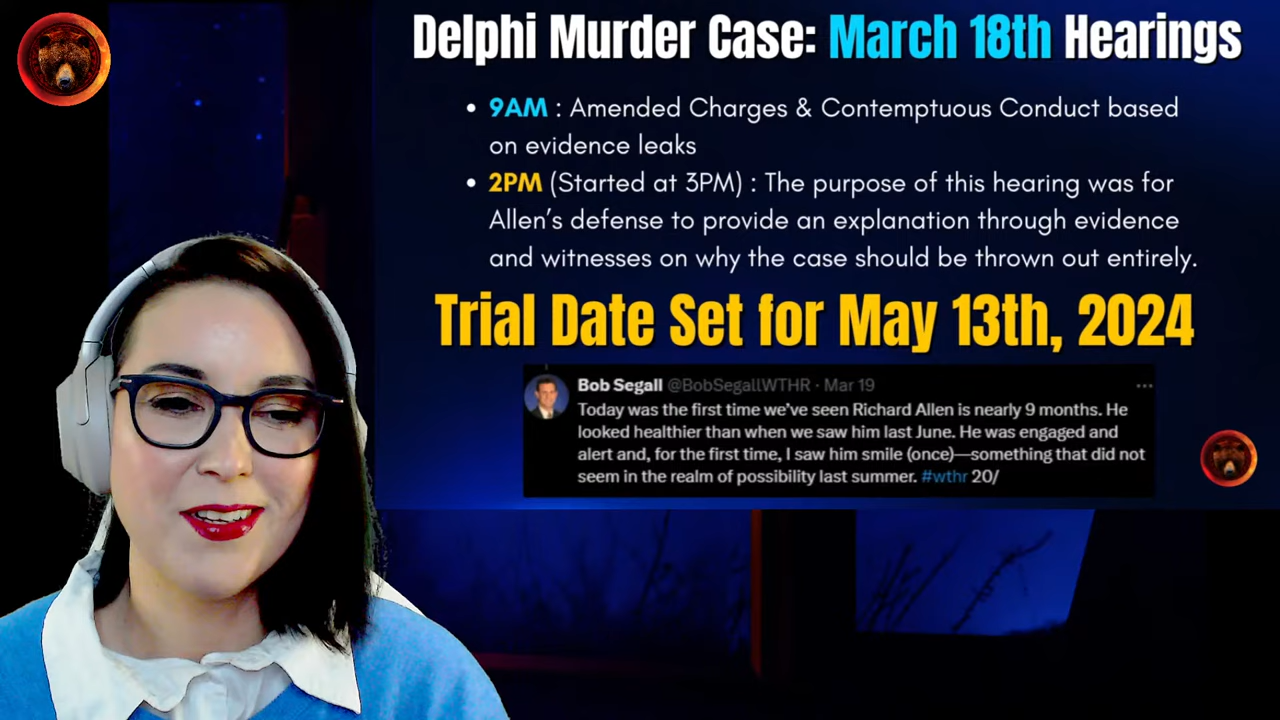 Delphi Murder Case: March 18th Hearings
• 9AM : Amended Charges & Contemptuous Conduct based
on evidence leaks
• 2PM (Started at 3PM) : The purpose of this hearing was for
Allen's defense to provide an explanation through evidence
and witnesses on why the case should be thrown out entirely.
Trial Date Set for May 13th, 2024
Bob Segall @BobSegallWTHR · Mar 19
Today was the first time we've seen Richard Allen is nearly 9 months. He
looked healthier than when we saw him last June. He was engaged and
alert and, for the first time, I saw him smile (once)—something that did not
seem in the realm of possibility last summer. #wthr 20/